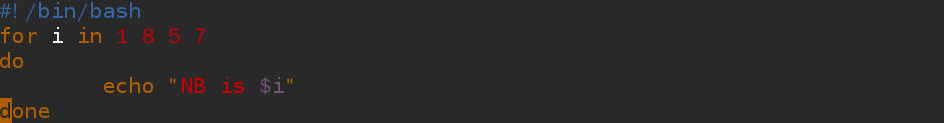 #!/bin/bash
for i in 1 8 5 7
do
        echo "NB is $i"
done